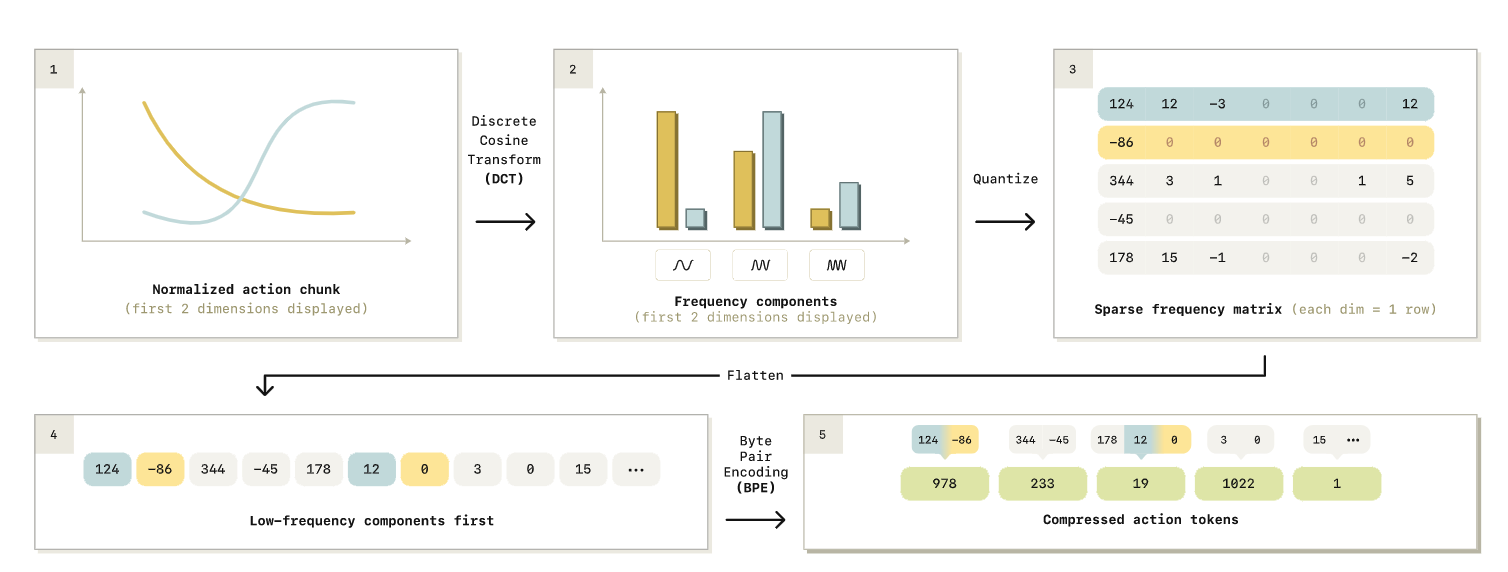 1
Normalized action chunk
(first 2 dimensions displayed)
Discrete
Cosine
Transform
(DCT)
2
Frequency components
(first 2 dimensions displayed)
Quantize
3
124 12 −3 0 0 0 12
−86 0 0 0 0 0 0
344 3 1 0 0 1 5
−45 0 0 0 0 0 0
178 15 −1 0 0 0 −2
Sparse frequency matrix (each dim = 1 row)
Flatten
4
124 −86 344 −45 178 12 0 3 0 15 ...
Low−frequency components first
Byte
Pair
Encoding
(BPE)
5
124 −86 344 −45 178 12 0 3 0 15 ...
978 233 19 1022 1
Compressed action tokens